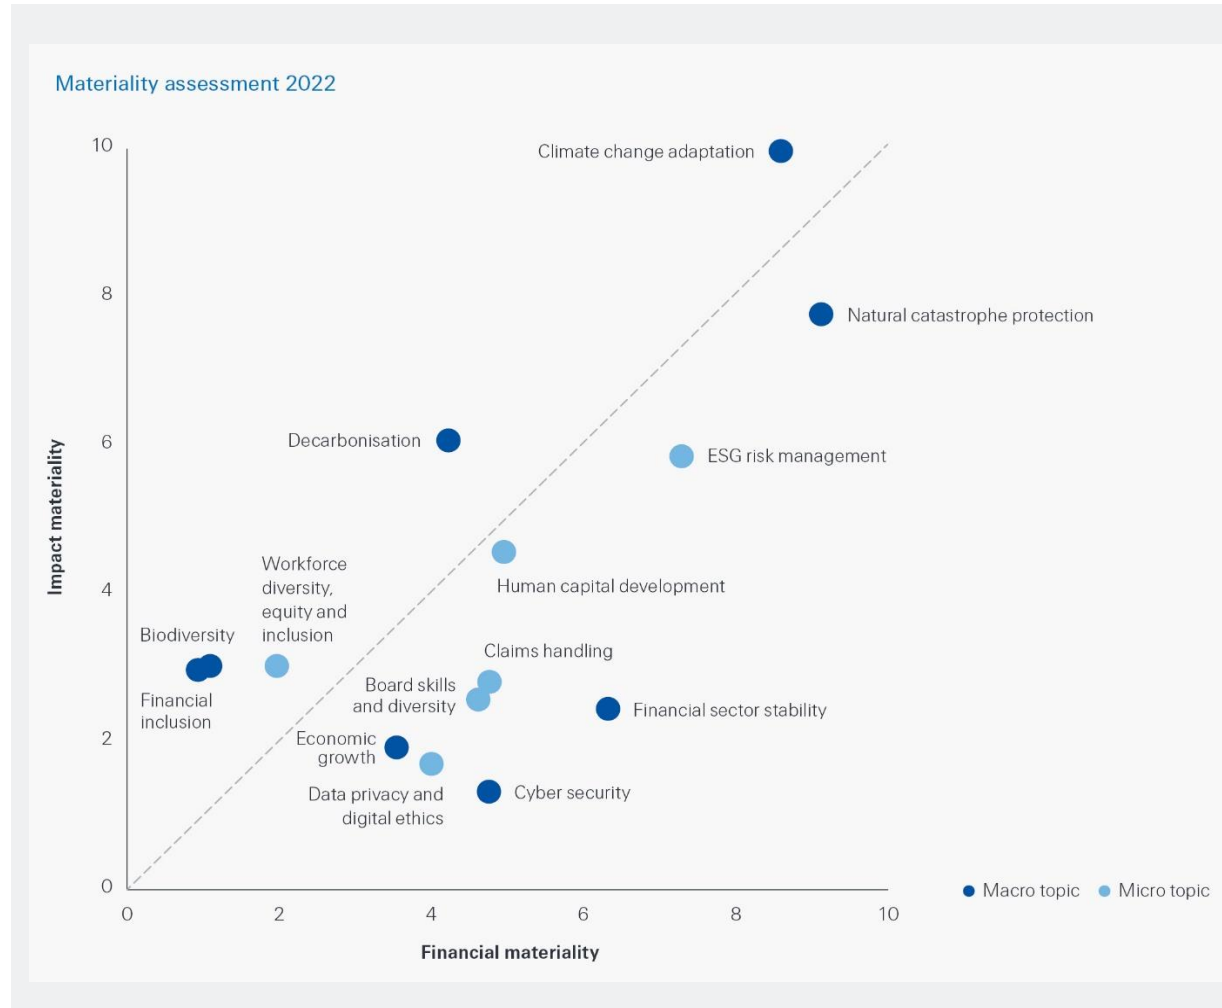 Materiality assessment 2022
10
Climate change adaptation
8
Natural catastrophe protection
Decarbonisation
6
ESG risk management
Impact materiality
Workforce
diversity,
equity and
inclusion
4
Human capital development
Biodiversity
Claims handling
Financial
inclusion
Board skills
and diversity
Financial sector stability
2
Economic
growth
Data privacy and
digital ethics
Cyber security
0
Macro topic
Micro topic
0 2 4 6 8 10
Financial materiality